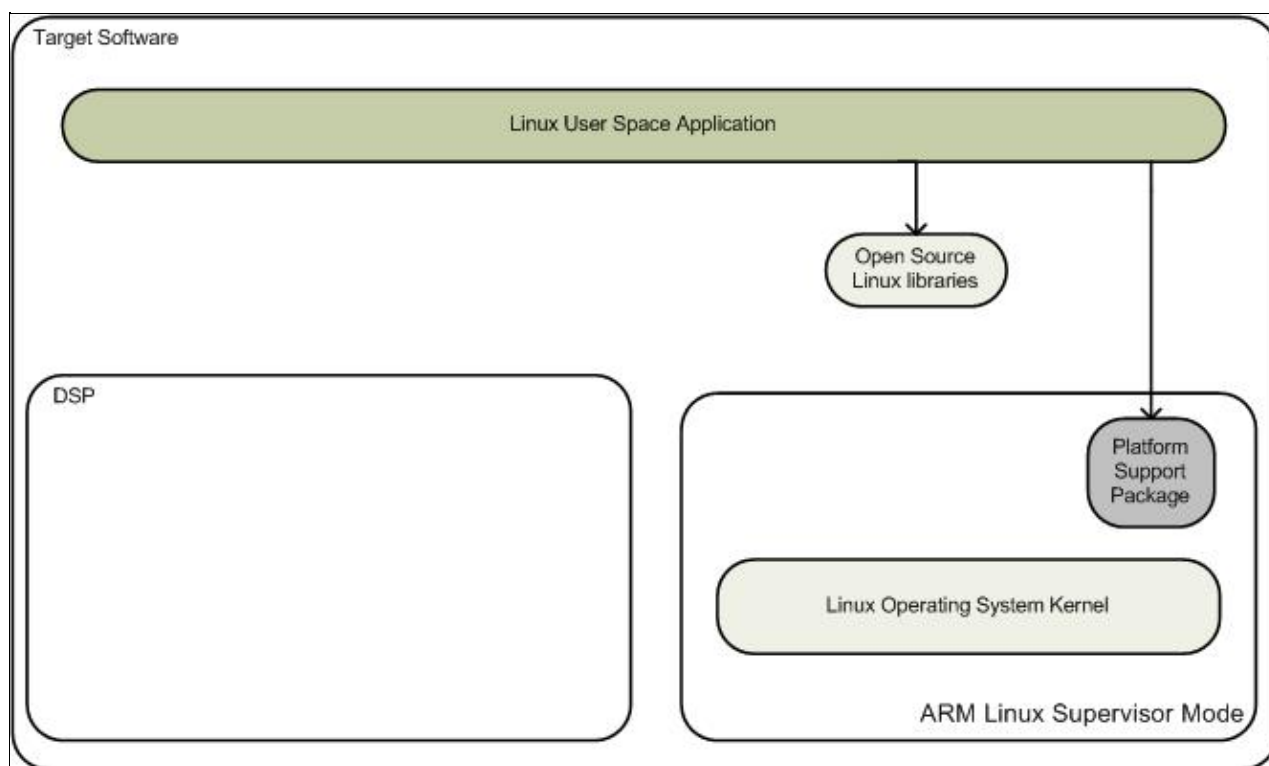 Target Software
Linux User Space Application
Open Source
Linux libraries
DSP
Platform
Support
Package
Linux Operating System Kernel
ARM Linux Supervisor Mode